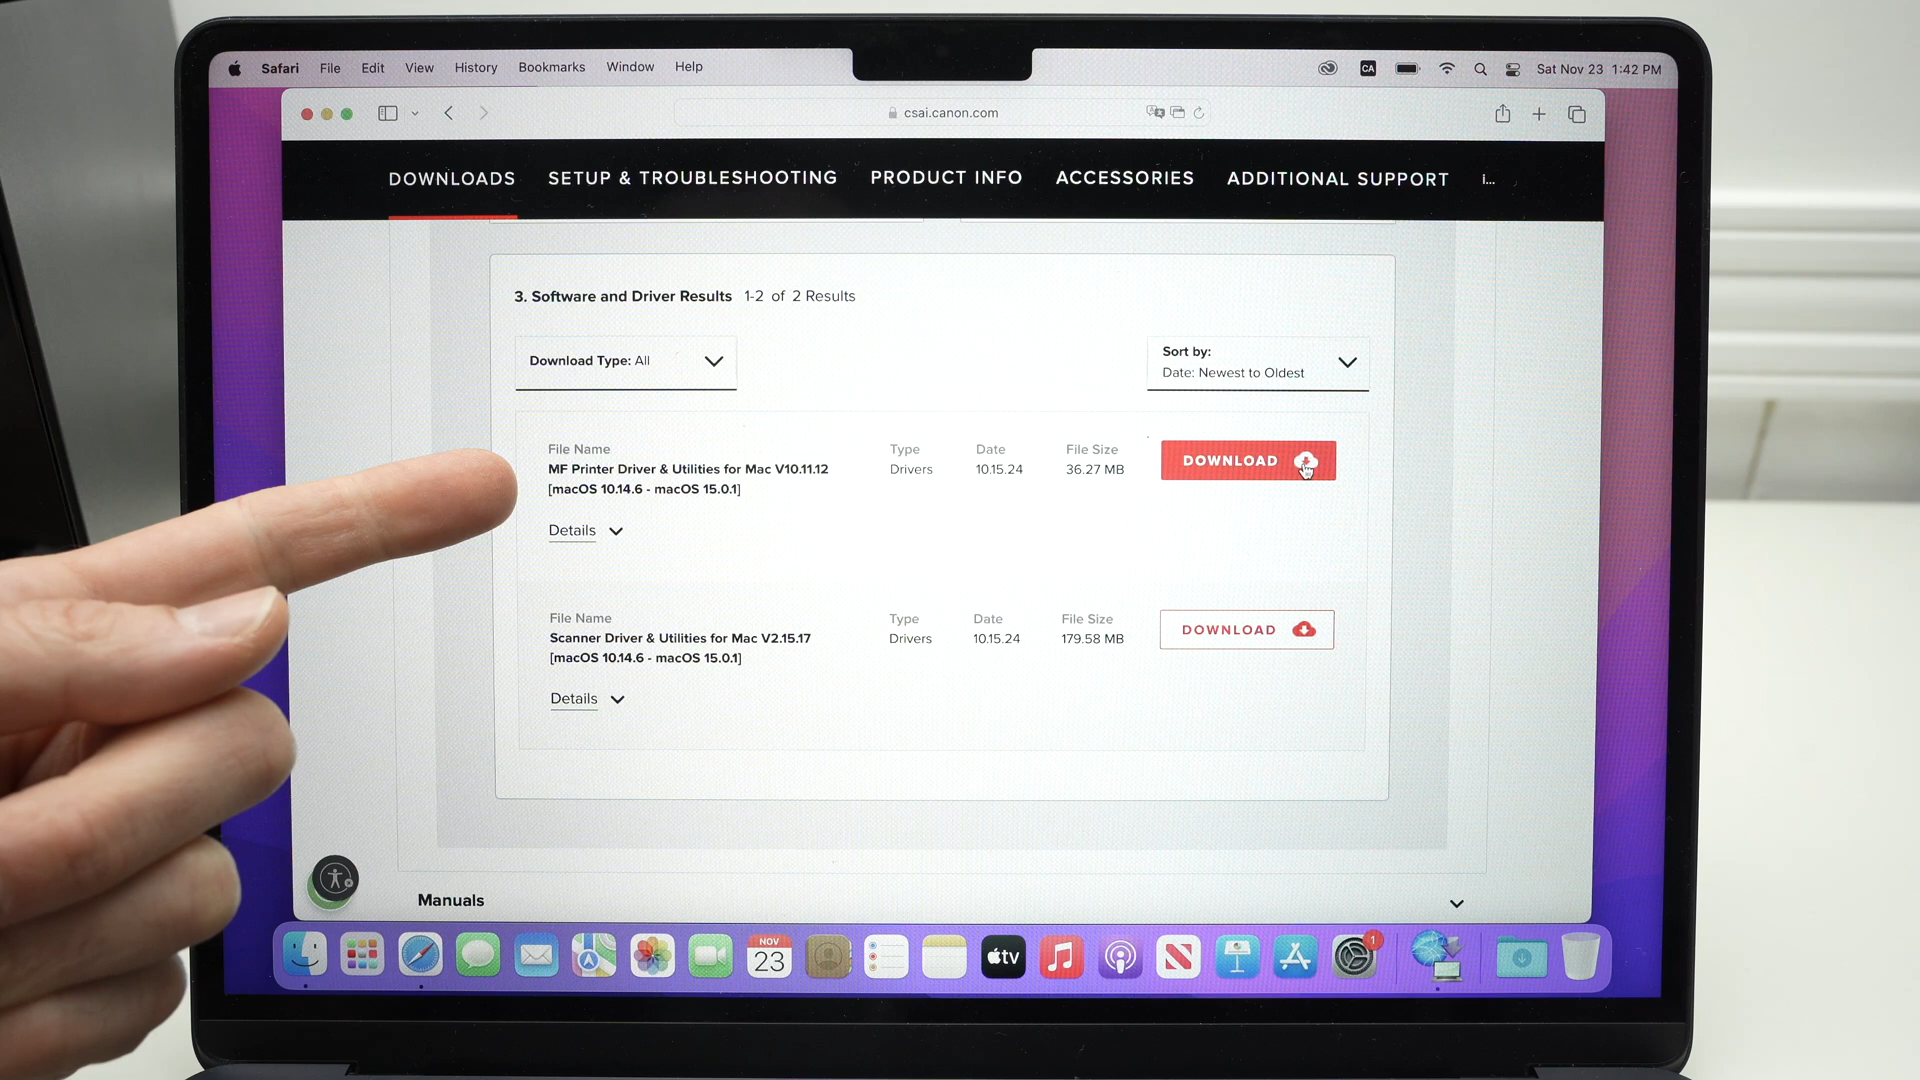 Safari File Edit View History Bookmarks Window Help CA Sat Nov 23 1:42 PM
csai.canon.com
DOWNLOADS SETUP & TROUBLESHOOTING PRODUCT INFO ACCESSORIES ADDITIONAL SUPPORT i...
3. Software and Driver Results 1-2 of 2 Results
Download Type: All
Sort by:
Date: Newest to Oldest
File Name Type Date File Size
MF Printer Driver & Utilities for Mac V10.11.12 Drivers 10.15.24 36.27 MB DOWNLOAD
[macOS 10.14.6 - macOS 15.0.1]
Details
File Name Type Date File Size
Scanner Driver & Utilities for Mac V2.15.17 Drivers 10.15.24 179.58 MB DOWNLOAD
[macOS 10.14.6 - macOS 15.0.1]
Details
Manuals
NOV
23
tv
1